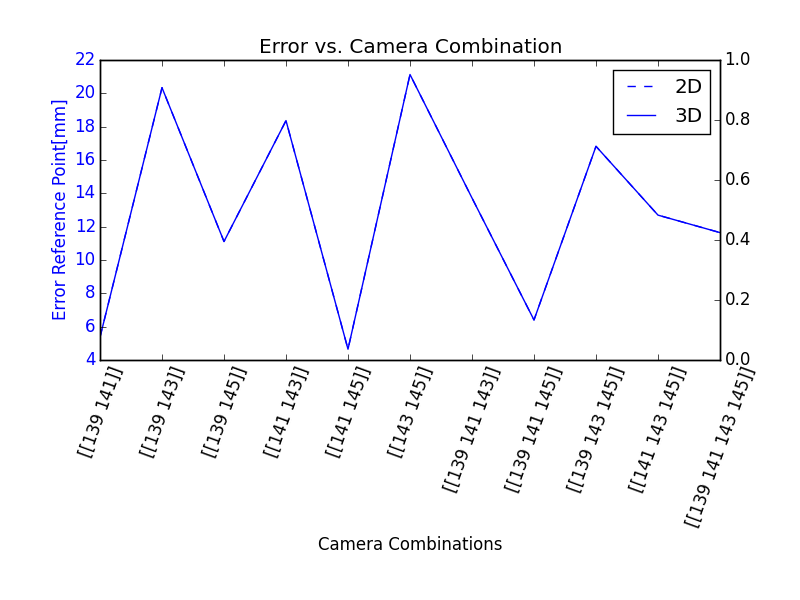 Error vs. Camera Combination
Error Reference Point[mm]
22
20
18
16
14
12
10
8
6
4
1.0
0.8
0.6
0.4
0.2
0.0
2D
3D
[[139 141]]
[[139 143]]
[[139 145]]
[[141 143]]
[[141 145]]
[[143 145]]
[[139 141 143]]
[[139 141 145]]
[[139 143 145]]
[[141 143 145]]
[[139 141 143 145]]
Camera Combinations